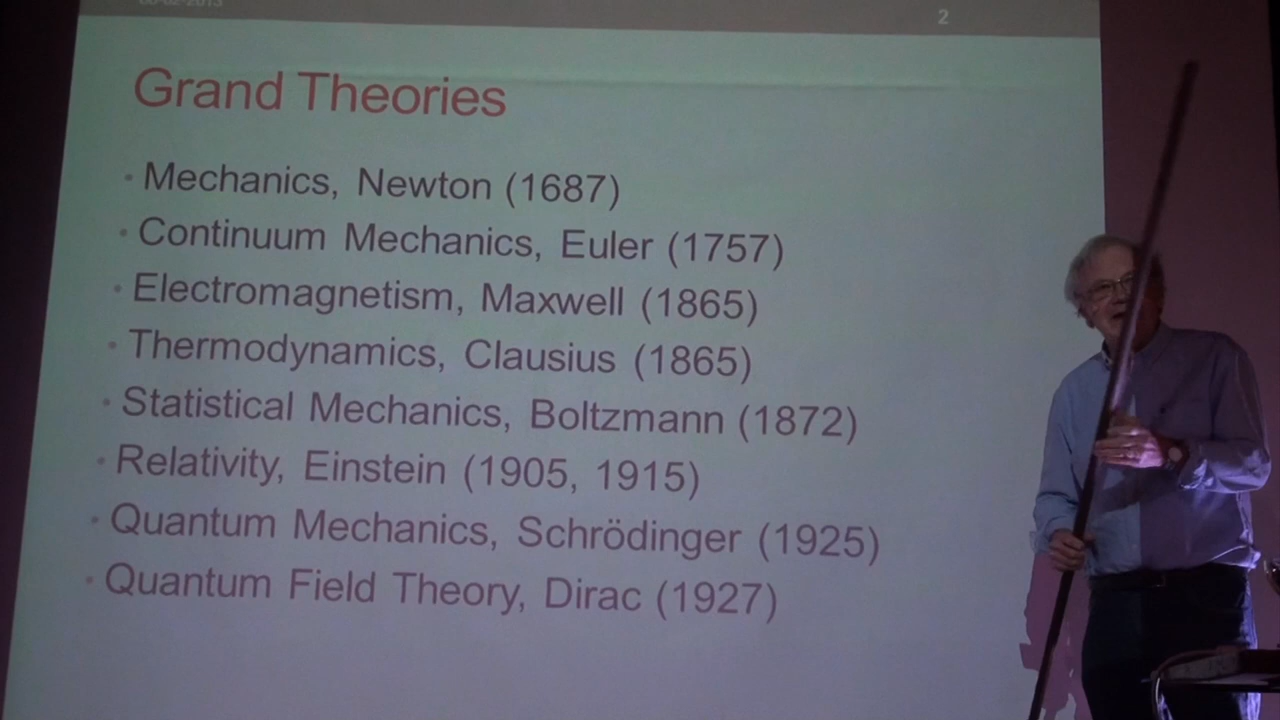 2
Grand Theories
• Mechanics, Newton (1687)
• Continuum Mechanics, Euler (1757)
• Electromagnetism, Maxwell (1865)
• Thermodynamics, Clausius (1865)
• Statistical Mechanics, Boltzmann (1872)
• Relativity, Einstein (1905, 1915)
• Quantum Mechanics, Schrödinger (1925)
• Quantum Field Theory, Dirac (1927)